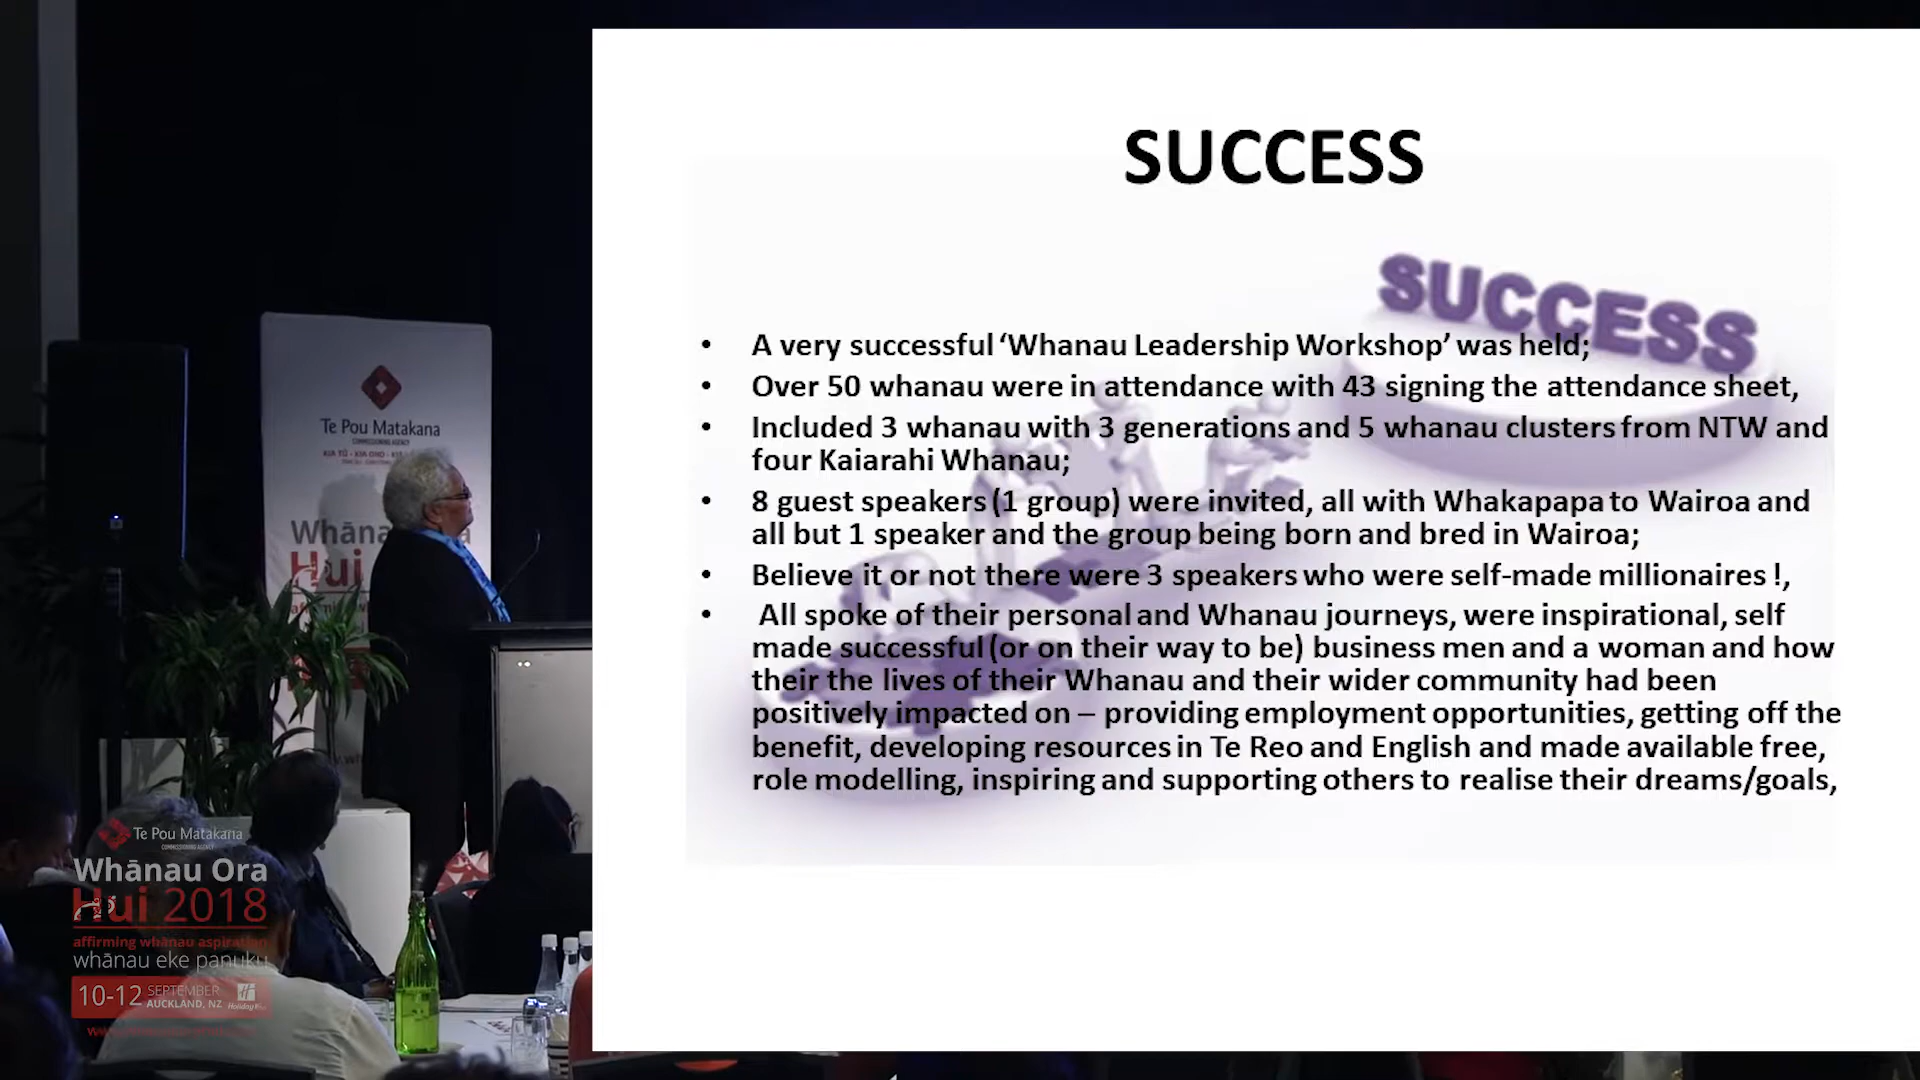 SUCCESS
SUCCESS
• A very successful ‘Whanau Leadership Workshop’ was held;
• Over 50 whanau were in attendance with 43 signing the attendance sheet,
• Included 3 whanau with 3 generations and 5 whanau clusters from NTW and
four Kaiarahi Whanau;
• 8 guest speakers (1 group) were invited, all with Whakapapa to Wairoa and
all but 1 speaker and the group being born and bred in Wairoa;
• Believe it or not there were 3 speakers who were self-made millionaires !,
• All spoke of their personal and Whanau journeys, were inspirational, self
made successful (or on their way to be) business men and a woman and how
their the lives of their Whanau and their wider community had been
positively impacted on – providing employment opportunities, getting off the
benefit, developing resources in Te Reo and English and made available free,
role modelling, inspiring and supporting others to realise their dreams/goals,
Te Pou Matakana
COMMISSIONING AGENCY
Hui
Te Pou Matakana
COMMISSIONING AGENCY
Whānau Ora
Hui 2018
affirming whānau aspiration
whānau eke panuku
10-12 SEPTEMBER
AUCKLAND, NZ
Holiday Inn